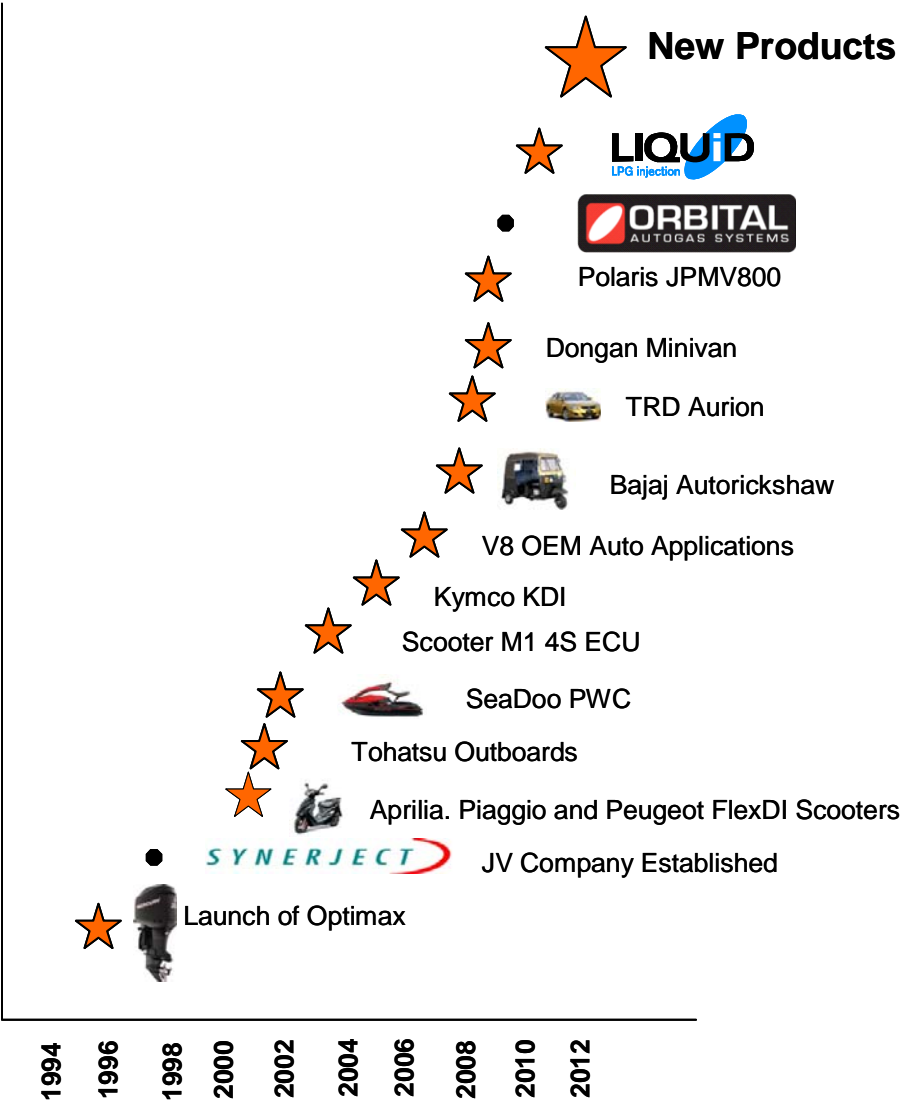 New Products
LIQUiD
LPG injection
ORBITAL
AUTOGAS SYSTEMS
Polaris JPMV800
Dongan Minivan
TRD Aurion
Bajaj Autorickshaw
V8 OEM Auto Applications
Kymco KDI
Scooter M1 4S ECU
SeaDoo PWC
Tohatsu Outboards
Aprilia. Piaggio and Peugeot FlexDI Scooters
SYNERJECT
JV Company Established
Launch of Optimax
1994
1996
1998
2000
2002
2004
2006
2008
2010
2012